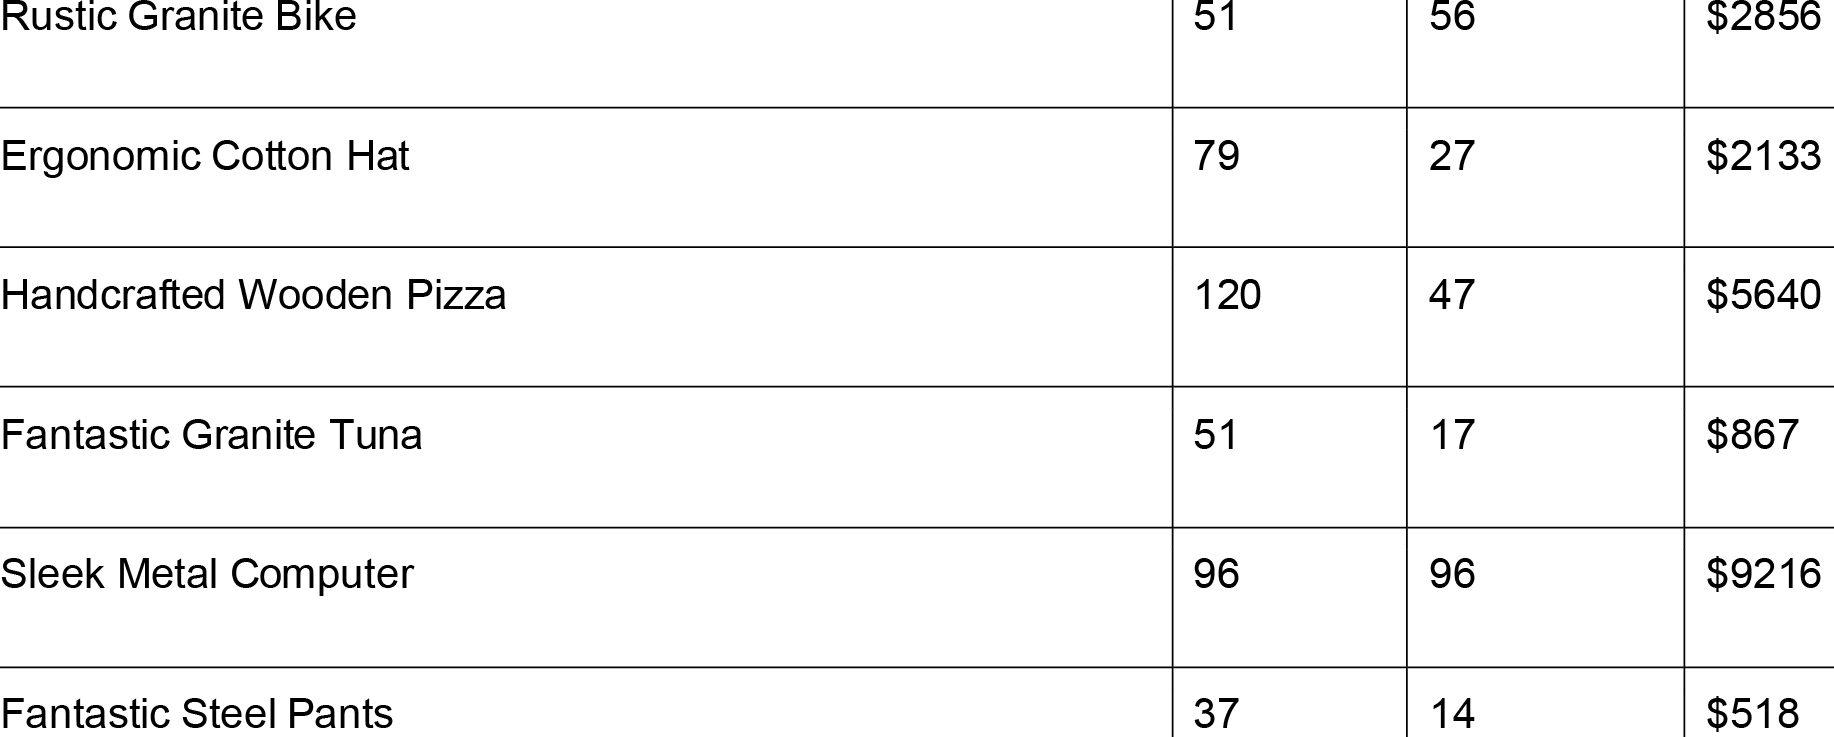 Rustic Granite Bike 51 56 $2856
Ergonomic Cotton Hat 79 27 $2133
Handcrafted Wooden Pizza 120 47 $5640
Fantastic Granite Tuna 51 17 $867
Sleek Metal Computer 96 96 $9216
Fantastic Steel Pants 37 14 $518